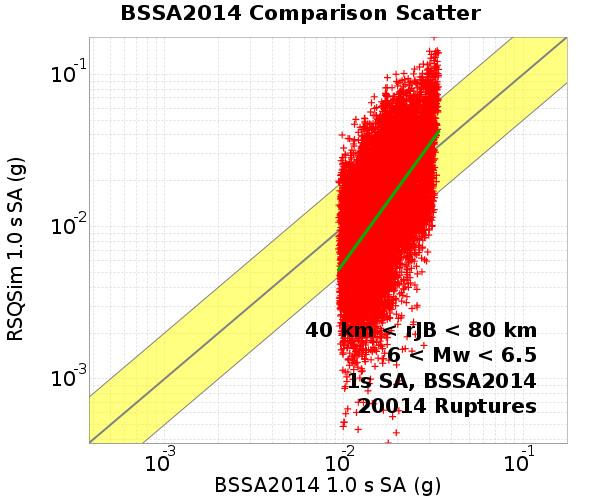 BSSA2014 Comparison Scatter
RSQSim 1.0 s SA (g)
10-1
10-2
10-3
40 km < rJB < 80 km
6 < Mw < 6.5
1s SA, BSSA2014
20014 Ruptures
10-3 10-2 10-1
BSSA2014 1.0 s SA (g)